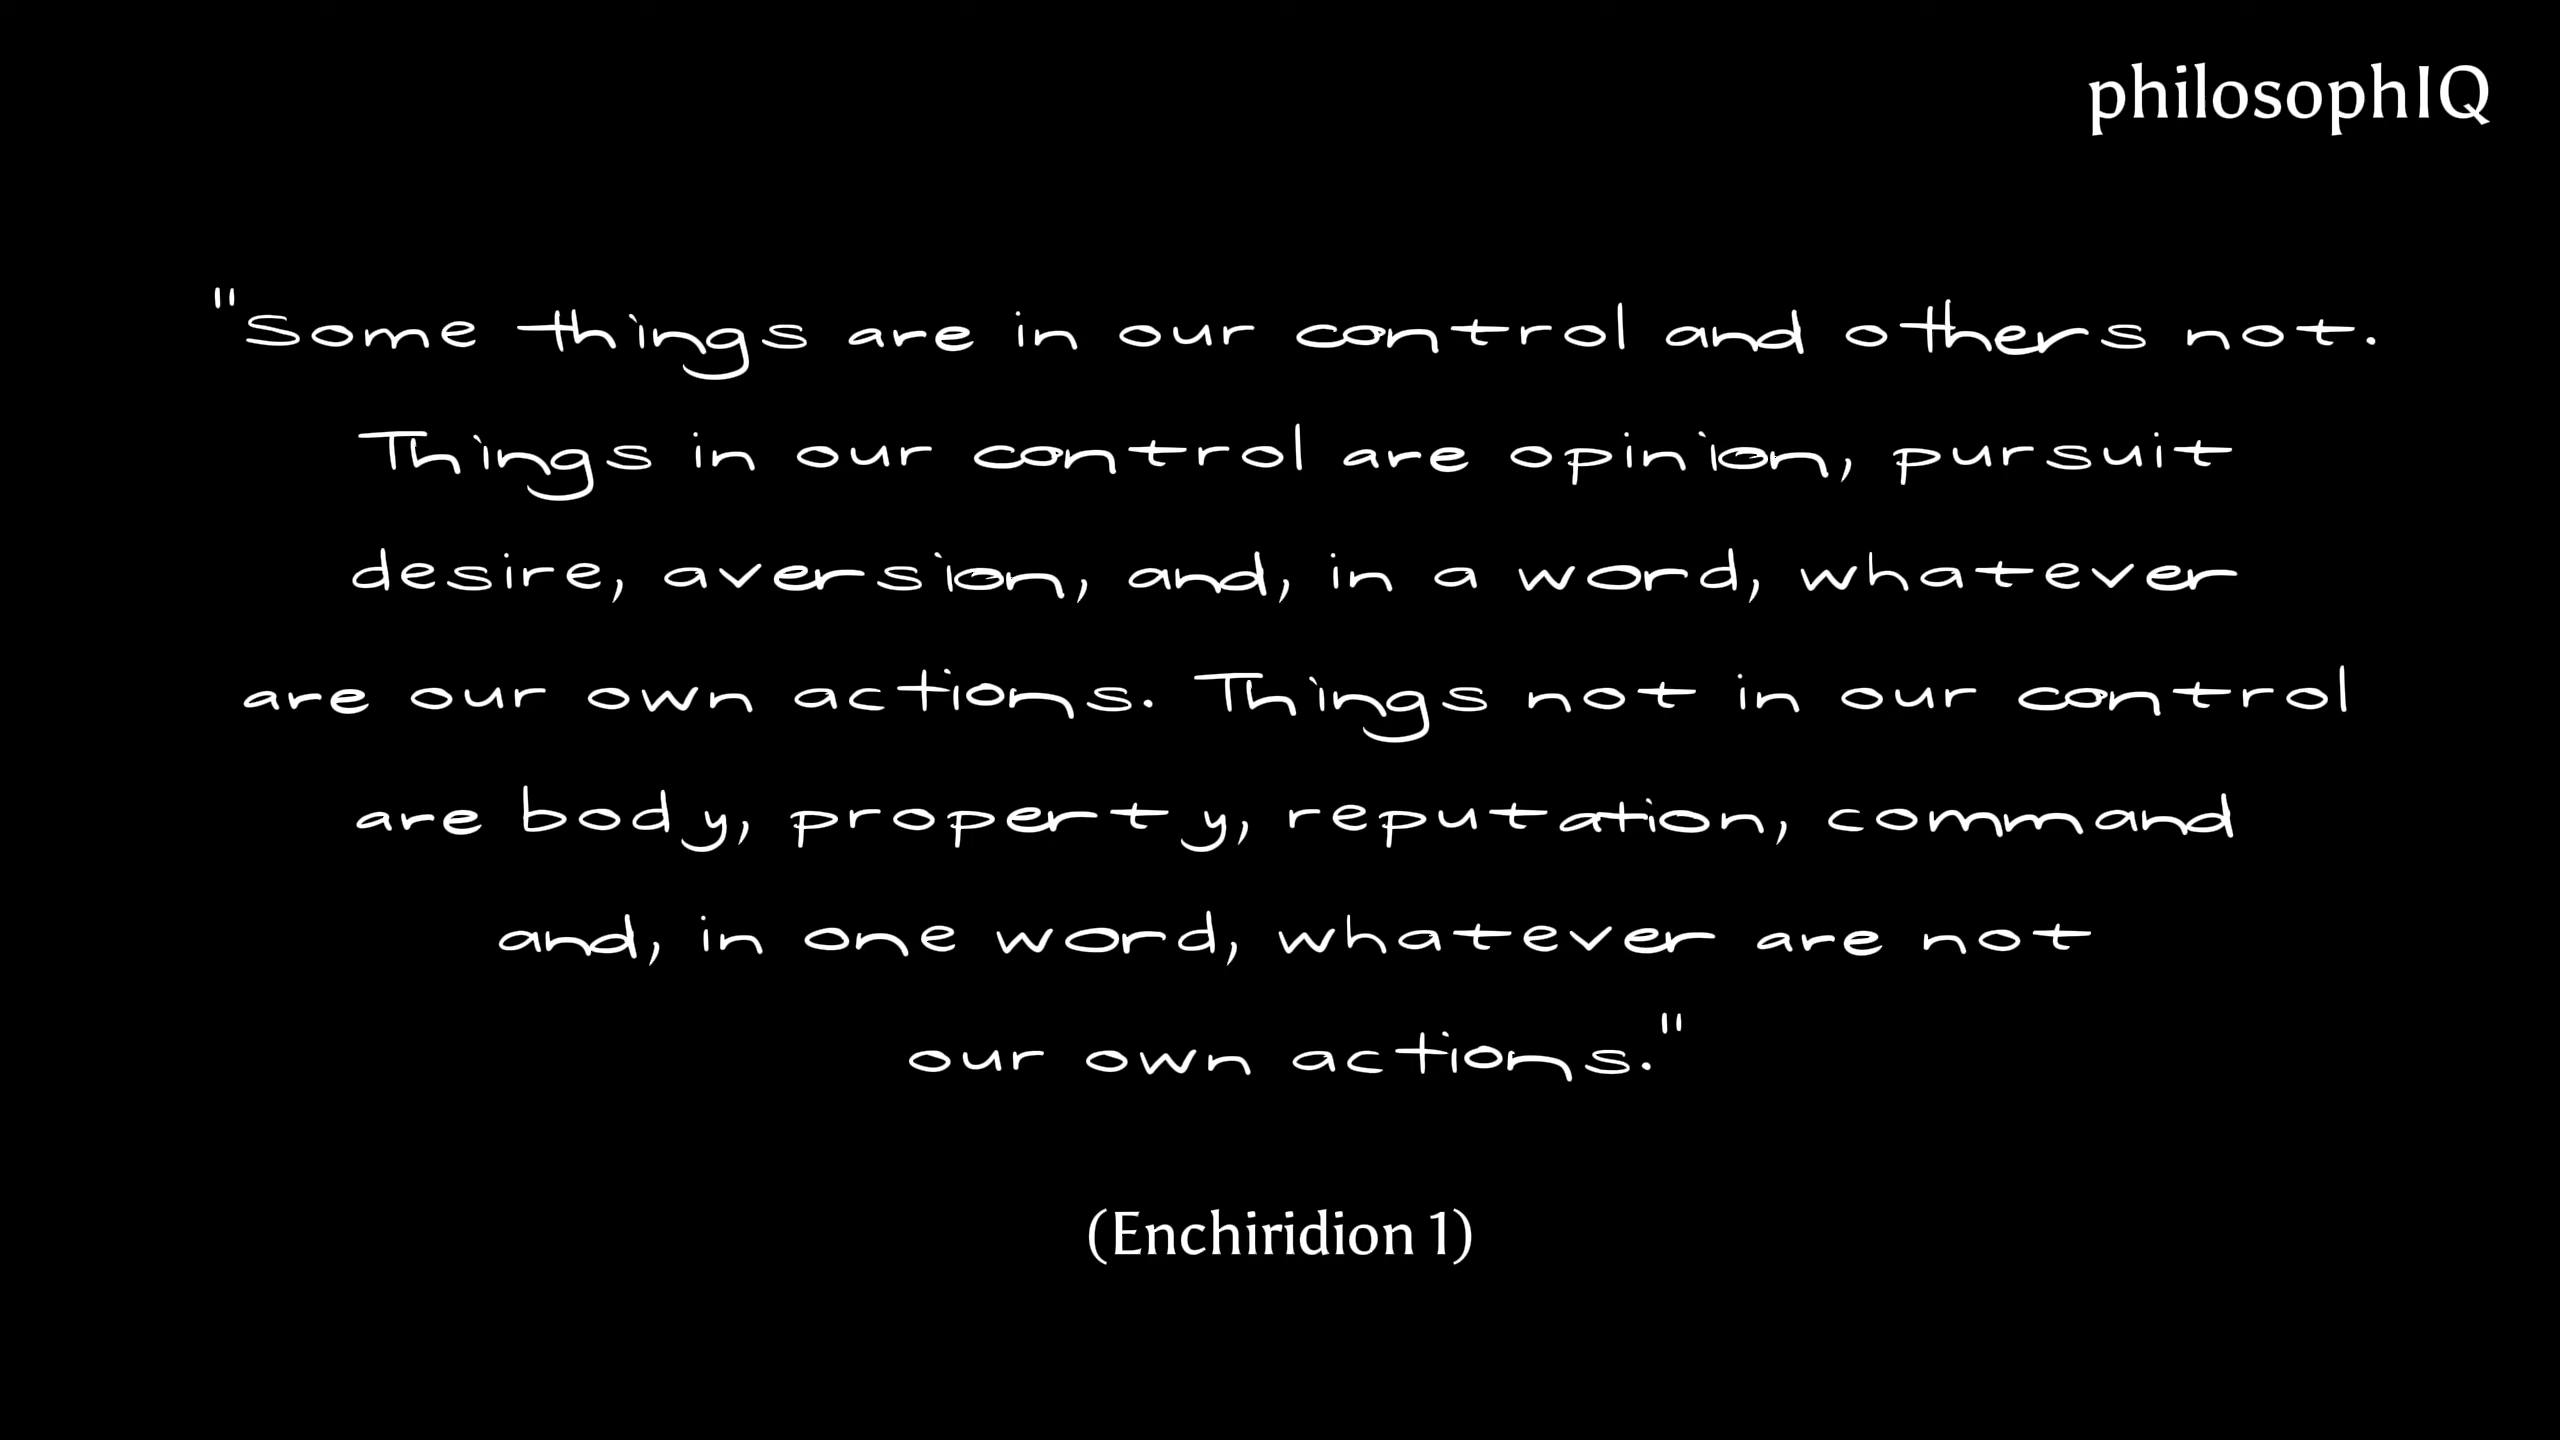 philosophIQ
"Some things are in our control and others not.
Things in our control are opinion, pursuit
desire, aversion, and, in a word, whatever
are our own actions. Things not in our control
are body, property, reputation, command
and, in one word, whatever are not
our own actions."
(Enchiridion 1)